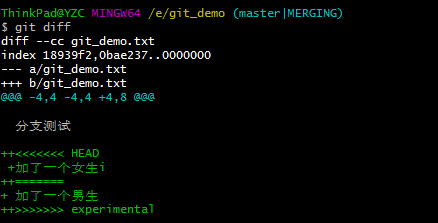 ThinkPad@YZC MINGW64 /e/git_demo (master|MERGING)
$ git diff
diff --cc git_demo.txt
index 18939f2,0bae237..0000000
--- a/git_demo.txt
+++ b/git_demo.txt
@@@ -4,4 -4,4 +4,8 @@@

  分支测试

++<<<<<<< HEAD
 +加了一个女生i
++=======
+ 加了一个男生
++>>>>>>> experimental